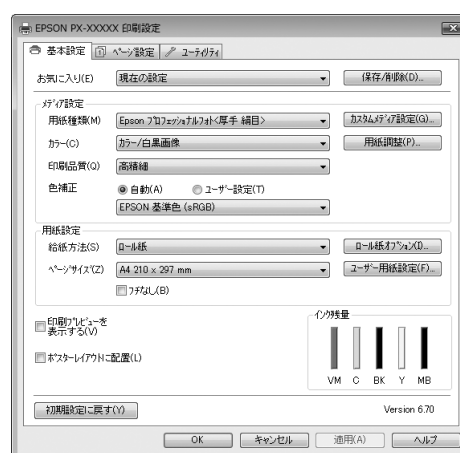 EPSON PX-XXXXX 印刷設定
基本設定 ページ設定 ユーティリティ
お気に入り(E) 現在の設定 保存/削除(D)...
メディア設定
用紙種類(M) Epson プロフェッショナルフォト<厚手 絹目> カスタムメディア設定(G)...
カラー(C) カラー/白黒画像 用紙調整(P)...
印刷品質(Q) 高精細
色補正 自動(A) ユーザー設定(T)
EPSON 基準色 (sRGB)
用紙設定
給紙方法(S) ロール紙 ロール紙オプション(I)...
ページサイズ(Z) A4 210 x 297 mm ユーザー用紙設定(F)...
フチなし(B)
印刷プレビューを
表示する(V)
ポスターレイアウトに配置(L)
インク残量
VM C BK Y MB
初期設定に戻す(Y) Version 6.70
OK キャンセル 適用(A) ヘルプ